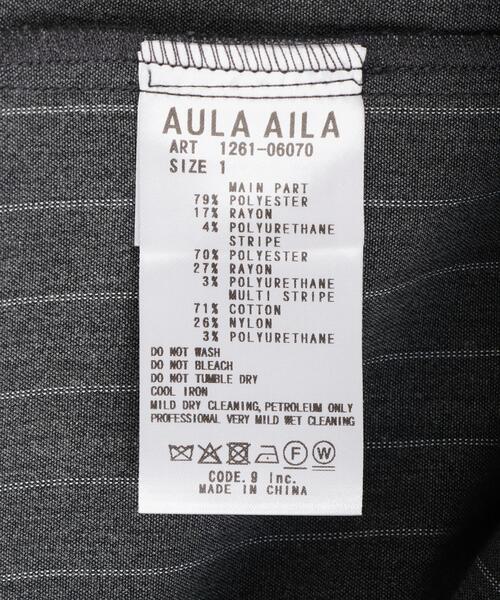 AULA AILA
ART 1261-06070
SIZE 1
MAIN PART
79% POLYESTER
17% RAYON
4% POLYURETHANE
STRIPE
70% POLYESTER
27% RAYON
3% POLYURETHANE
MULTI STRIPE
71% COTTON
26% NYLON
3% POLYURETHANE
DO NOT WASH
DO NOT BLEACH
DO NOT TUMBLE DRY
COOL IRON
MILD DRY CLEANING, PETROLEUM ONLY
PROFESSIONAL VERY MILD WET CLEANING
F W
CODE.9 Inc.
MADE IN CHINA